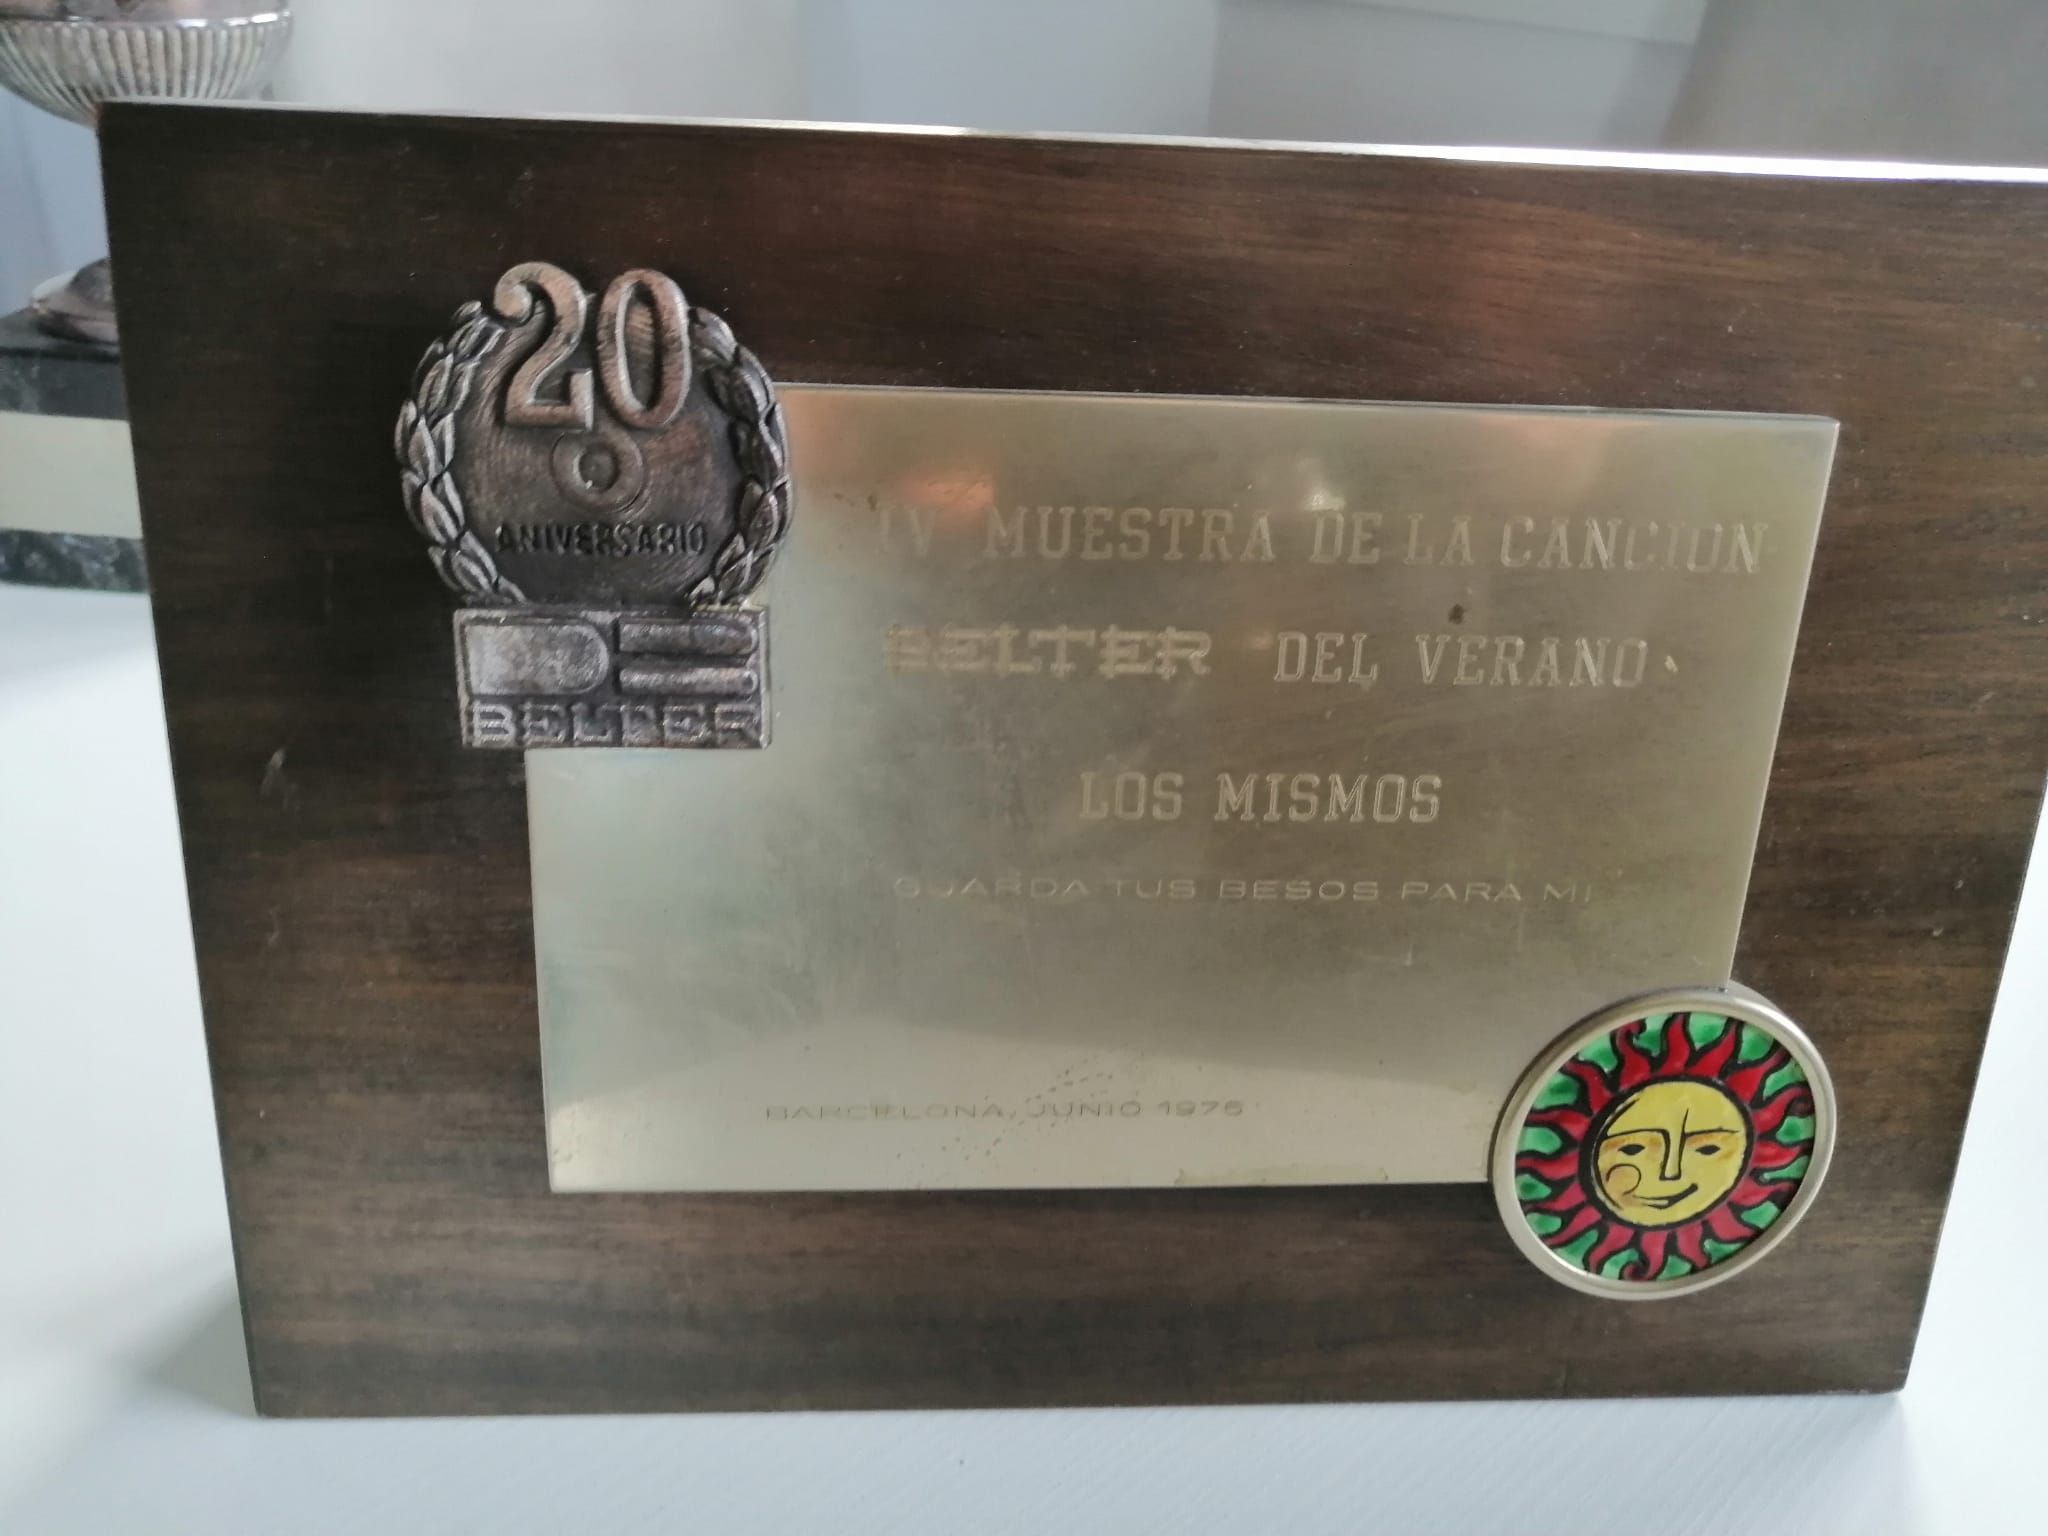 20
ANIVERSARIO
BELTER
IV MUESTRA DE LA CANCION
BELTER DEL VERANO
LOS MISMOS
GUARDA TUS BESOS PARA MI
BARCELONA, JUNIO 1975